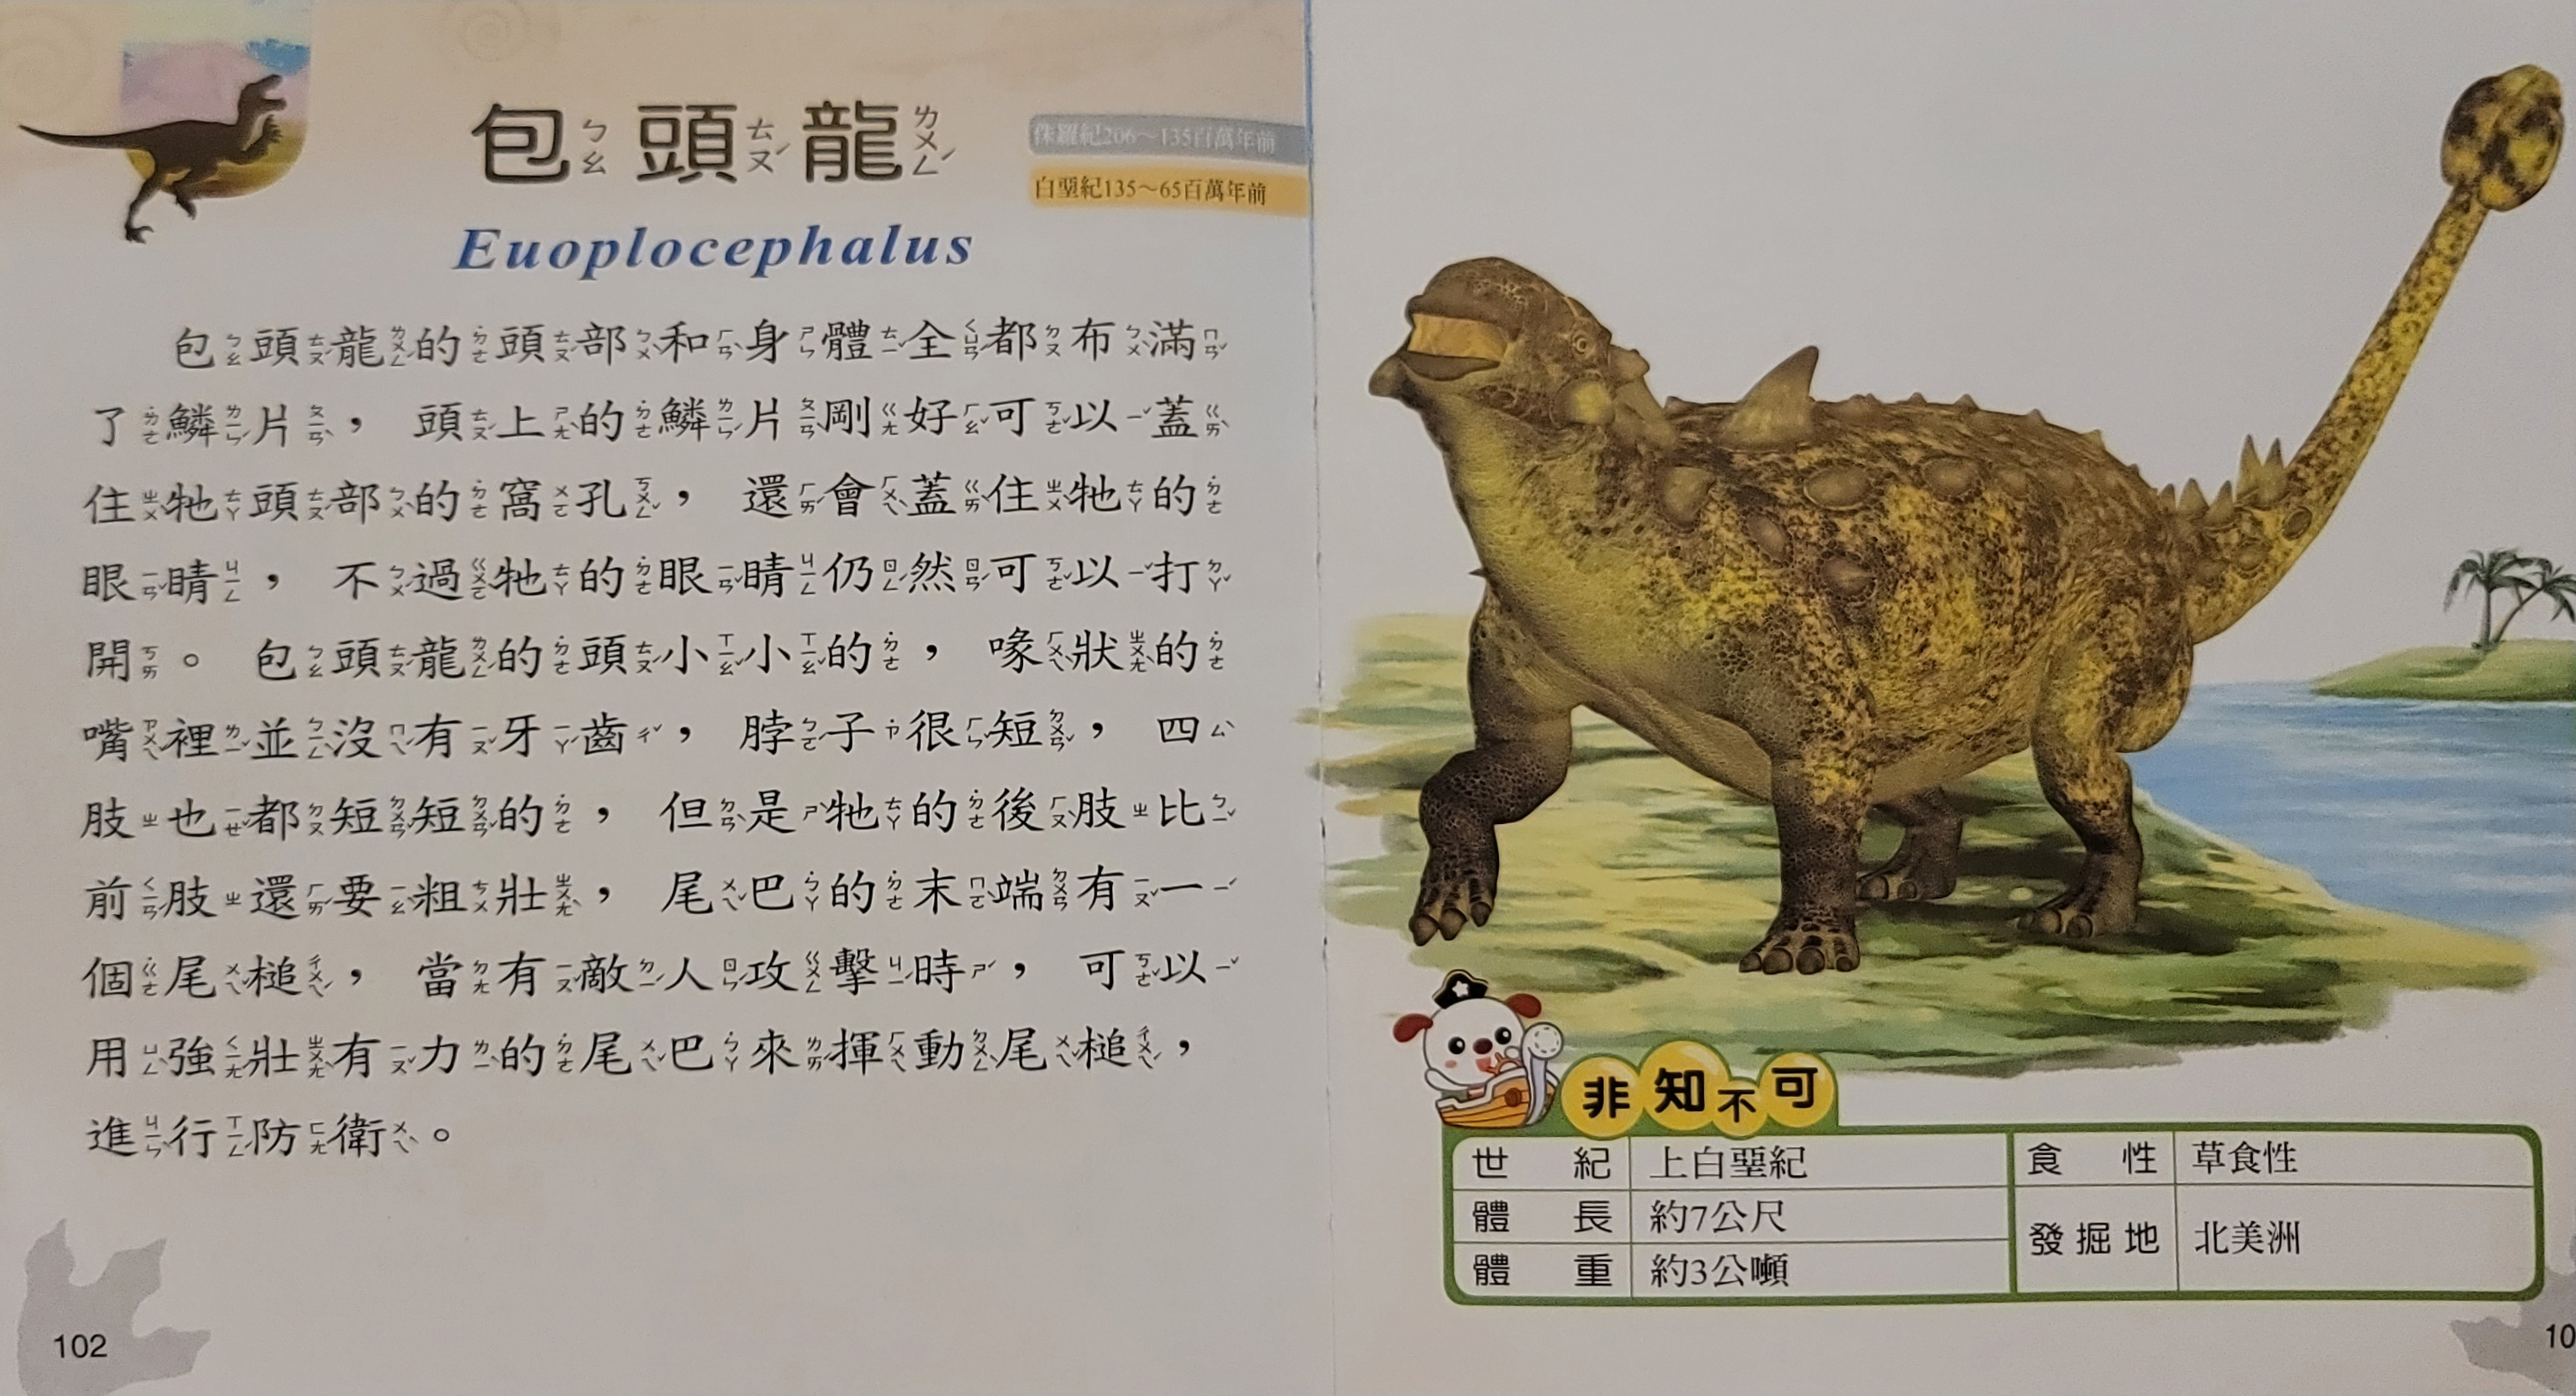 包頭龍
侏羅紀206～135百萬年前
白堊紀135～65百萬年前
Euoplocephalus
包頭龍的頭部和身體全都布滿
了鱗片，頭上的鱗片剛好可以蓋
住牠頭部的窩孔，還會蓋住牠的
眼睛，不過牠的眼睛仍然可以打
開。包頭龍的頭小小的，喙狀的
嘴裡並沒有牙齒，脖子很短，四
肢也都短短的，但是牠的後肢比
前肢還要粗壯，尾巴的末端有一
個尾槌，當有敵人攻擊時，可以
用強壯有力的尾巴來揮動尾槌，
進行防衛。
102
非知不可
世紀 上白堊紀
體長 約7公尺
體重 約3公噸
食性 草食性
發掘地 北美洲